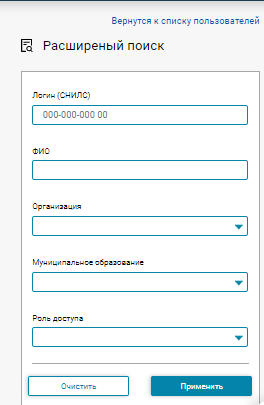 Вернутся к списку пользователей
Расширеный поиск
Логин (СНИЛС)
000-000-000 00
ФИО
Организация
Муниципальное образование
Роль доступа
Очистить
Применить